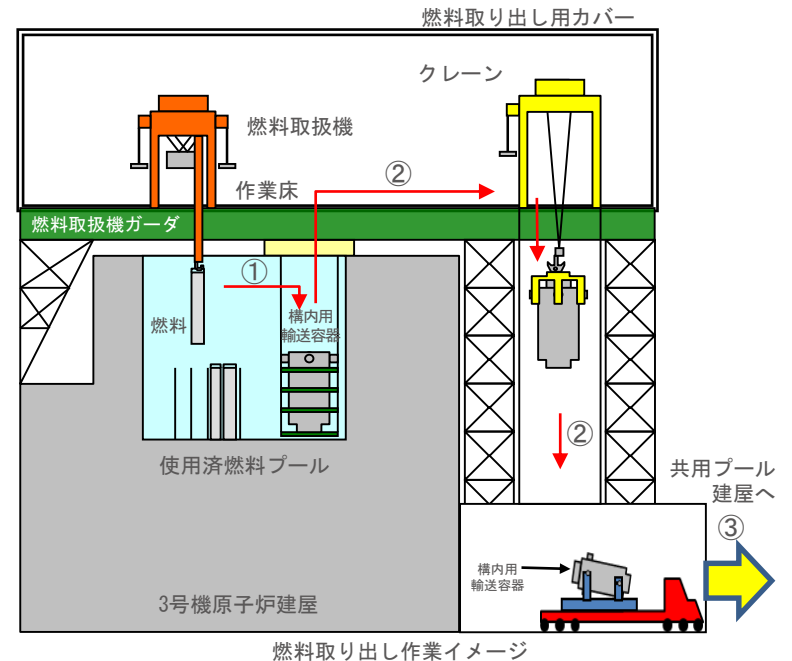 燃料取り出し用カバー
クレーン
燃料取扱機
②
作業床
燃料取扱機ガーダ
①
構内用
輸送容器
燃料
②
使用済燃料プール
共用プール
建屋へ
③
構内用
輸送容器
3号機原子炉建屋
燃料取り出し作業イメージ